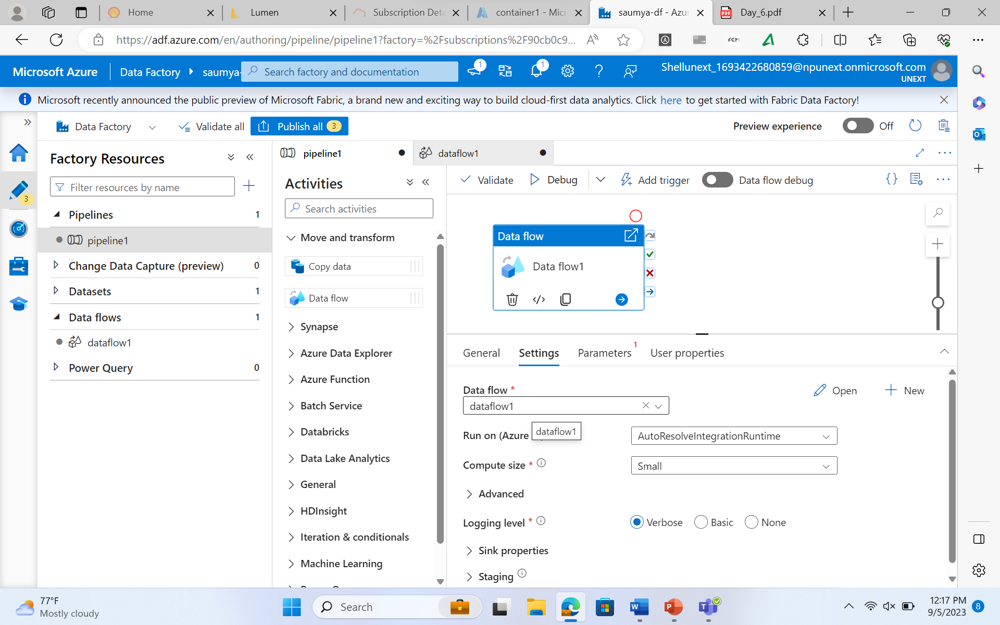 Home
Lumen
Subscription Deta
container1 - Micr
saumya-df - Azur
Day_6.pdf
https://adf.azure.com/en/authoring/pipeline/pipeline1?factory=%2Fsubscriptions%2F90cb0c9...
Microsoft Azure
Data Factory
saumya-
Search factory and documentation
1
1
Shellunext_1693422680859@npunext.onmicrosoft.com
UNEXT
Microsoft recently announced the public preview of Microsoft Fabric, a brand new and exciting way to build cloud-first data analytics. Click here to get started with Fabric Data Factory!
Data Factory
Validate all
Publish all 3
Preview experience
Off
3
Factory Resources
Filter resources by name
Pipelines 1
pipeline1
Change Data Capture (preview) 0
Datasets 1
Data flows 1
dataflow1
Power Query 0
pipeline1
dataflow1
Activities
Search activities
Move and transform
Copy data
Data flow
Synapse
Azure Data Explorer
Azure Function
Batch Service
Databricks
Data Lake Analytics
General
HDInsight
Iteration & conditionals
Machine Learning
Validate
Debug
Add trigger
Data flow debug
Data flow
Data flow1
General
Settings
Parameters 1
User properties
Data flow *
dataflow1
Open
New
dataflow1
Run on (Azure
AutoResolveIntegrationRuntime
Compute size *
Small
Advanced
Logging level *
Verbose
Basic
None
Sink properties
Staging
77°F
Mostly cloudy
Search
12:17 PM
9/5/2023
8